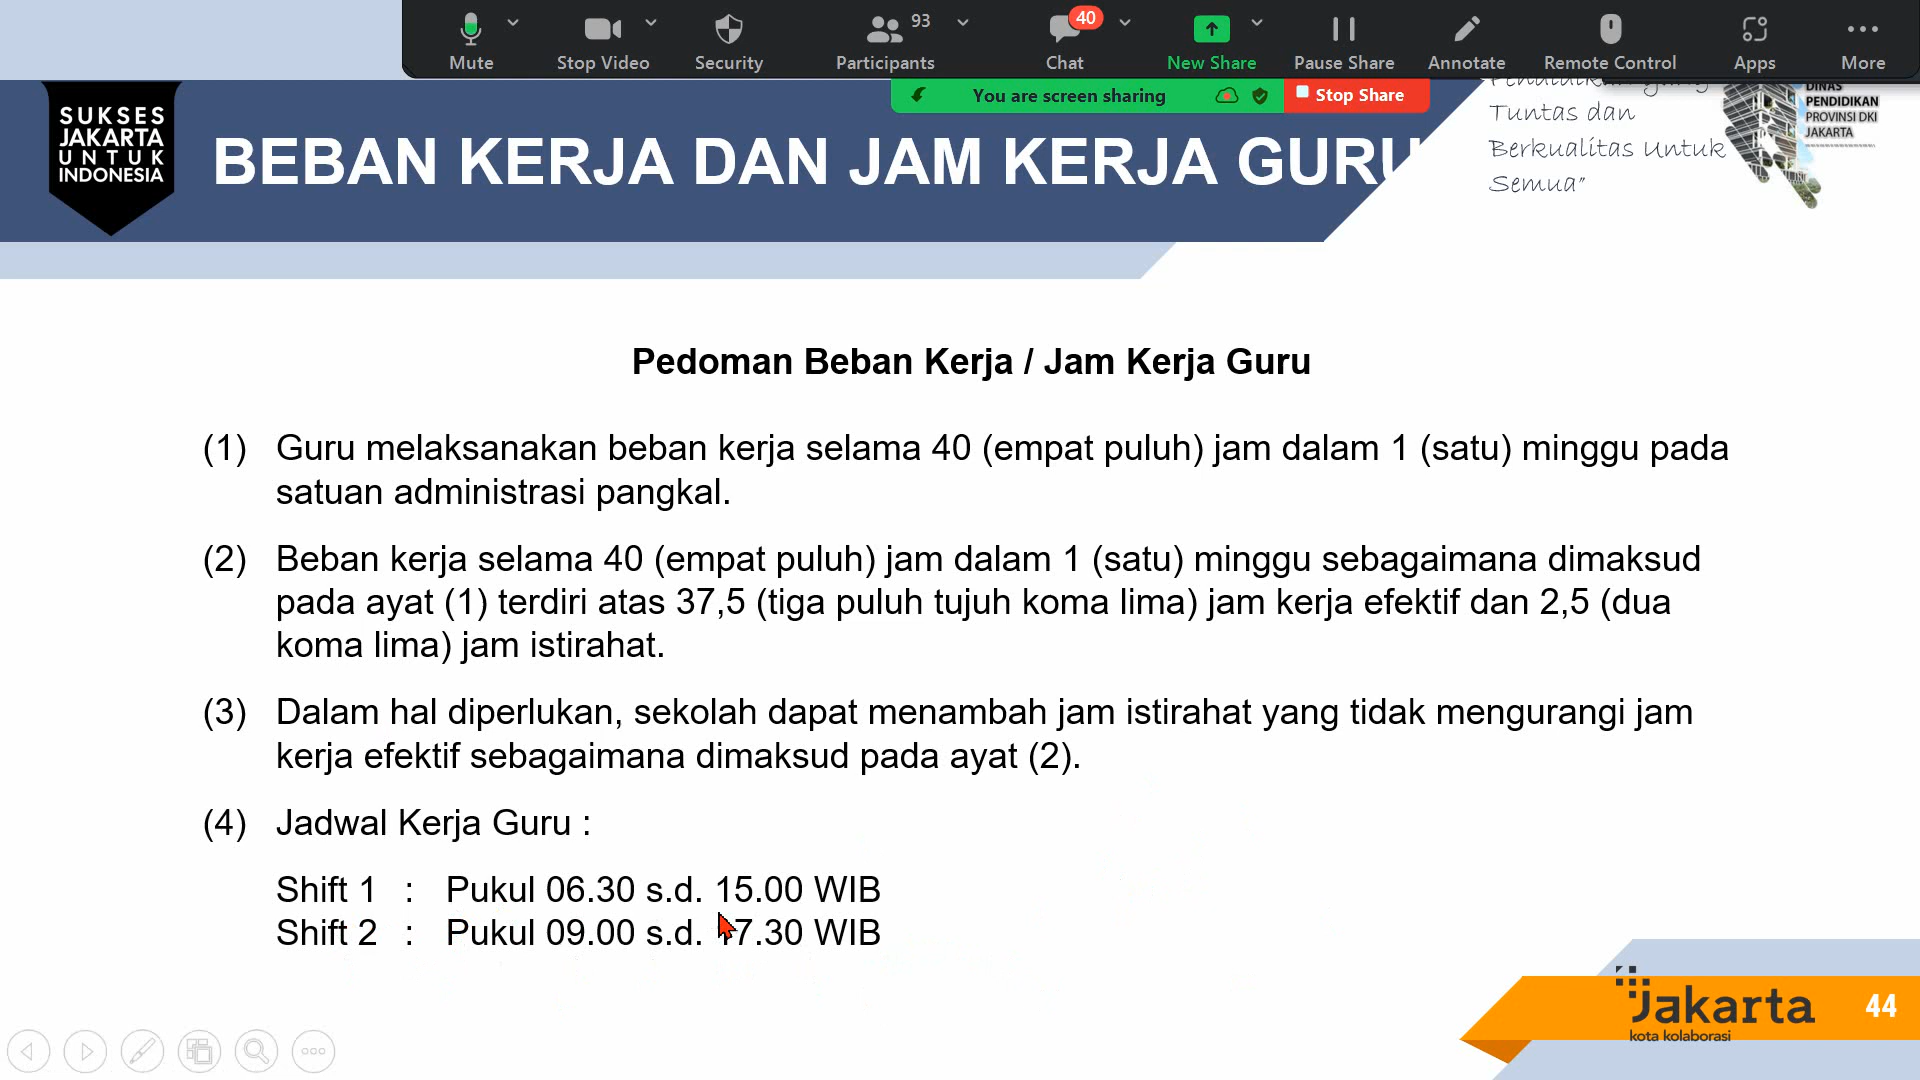 93
40
Mute
Stop Video
Security
Participants
Chat
New Share
Pause Share
Annotate
Remote Control
Apps
More
You are screen sharing
Stop Share
SUKSES
JAKARTA
UNTUK
INDONESIA
BEBAN KERJA DAN JAM KERJA GURU
Pendidikan yang
Tuntas dan
Berkualitas untuk
Semua"
DINAS
PENDIDIKAN
PROVINSI DKI
JAKARTA
Pedoman Beban Kerja / Jam Kerja Guru
(1) Guru melaksanakan beban kerja selama 40 (empat puluh) jam dalam 1 (satu) minggu pada
satuan administrasi pangkal.
(2) Beban kerja selama 40 (empat puluh) jam dalam 1 (satu) minggu sebagaimana dimaksud
pada ayat (1) terdiri atas 37,5 (tiga puluh tujuh koma lima) jam kerja efektif dan 2,5 (dua
koma lima) jam istirahat.
(3) Dalam hal diperlukan, sekolah dapat menambah jam istirahat yang tidak mengurangi jam
kerja efektif sebagaimana dimaksud pada ayat (2).
(4) Jadwal Kerja Guru :
Shift 1 : Pukul 06.30 s.d. 15.00 WIB
Shift 2 : Pukul 09.00 s.d. 17.30 WIB
Jakarta
kota kolaborasi
44